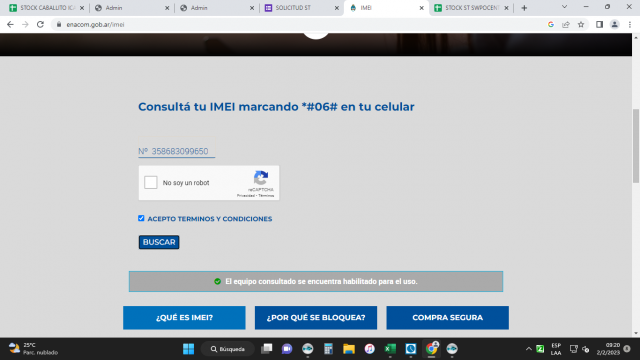 STOCK CABALLITO
Admin
Admin
SOLICITUD ST
IMEI
STOCK ST SWPOCENT
enacom.gob.ar/imei
Consultá tu IMEI marcando *#06# en tu celular
Nº 358683099650
No soy un robot
reCAPTCHA
Privacidad - Términos
ACEPTO TERMINOS Y CONDICIONES
BUSCAR
El equipo consultado se encuentra habilitado para el uso.
¿QUÉ ES IMEI?
¿POR QUÉ SE BLOQUEA?
COMPRA SEGURA
25°C
Parc. nublado
Búsqueda
ESP
LAA
09:20
2/2/2023